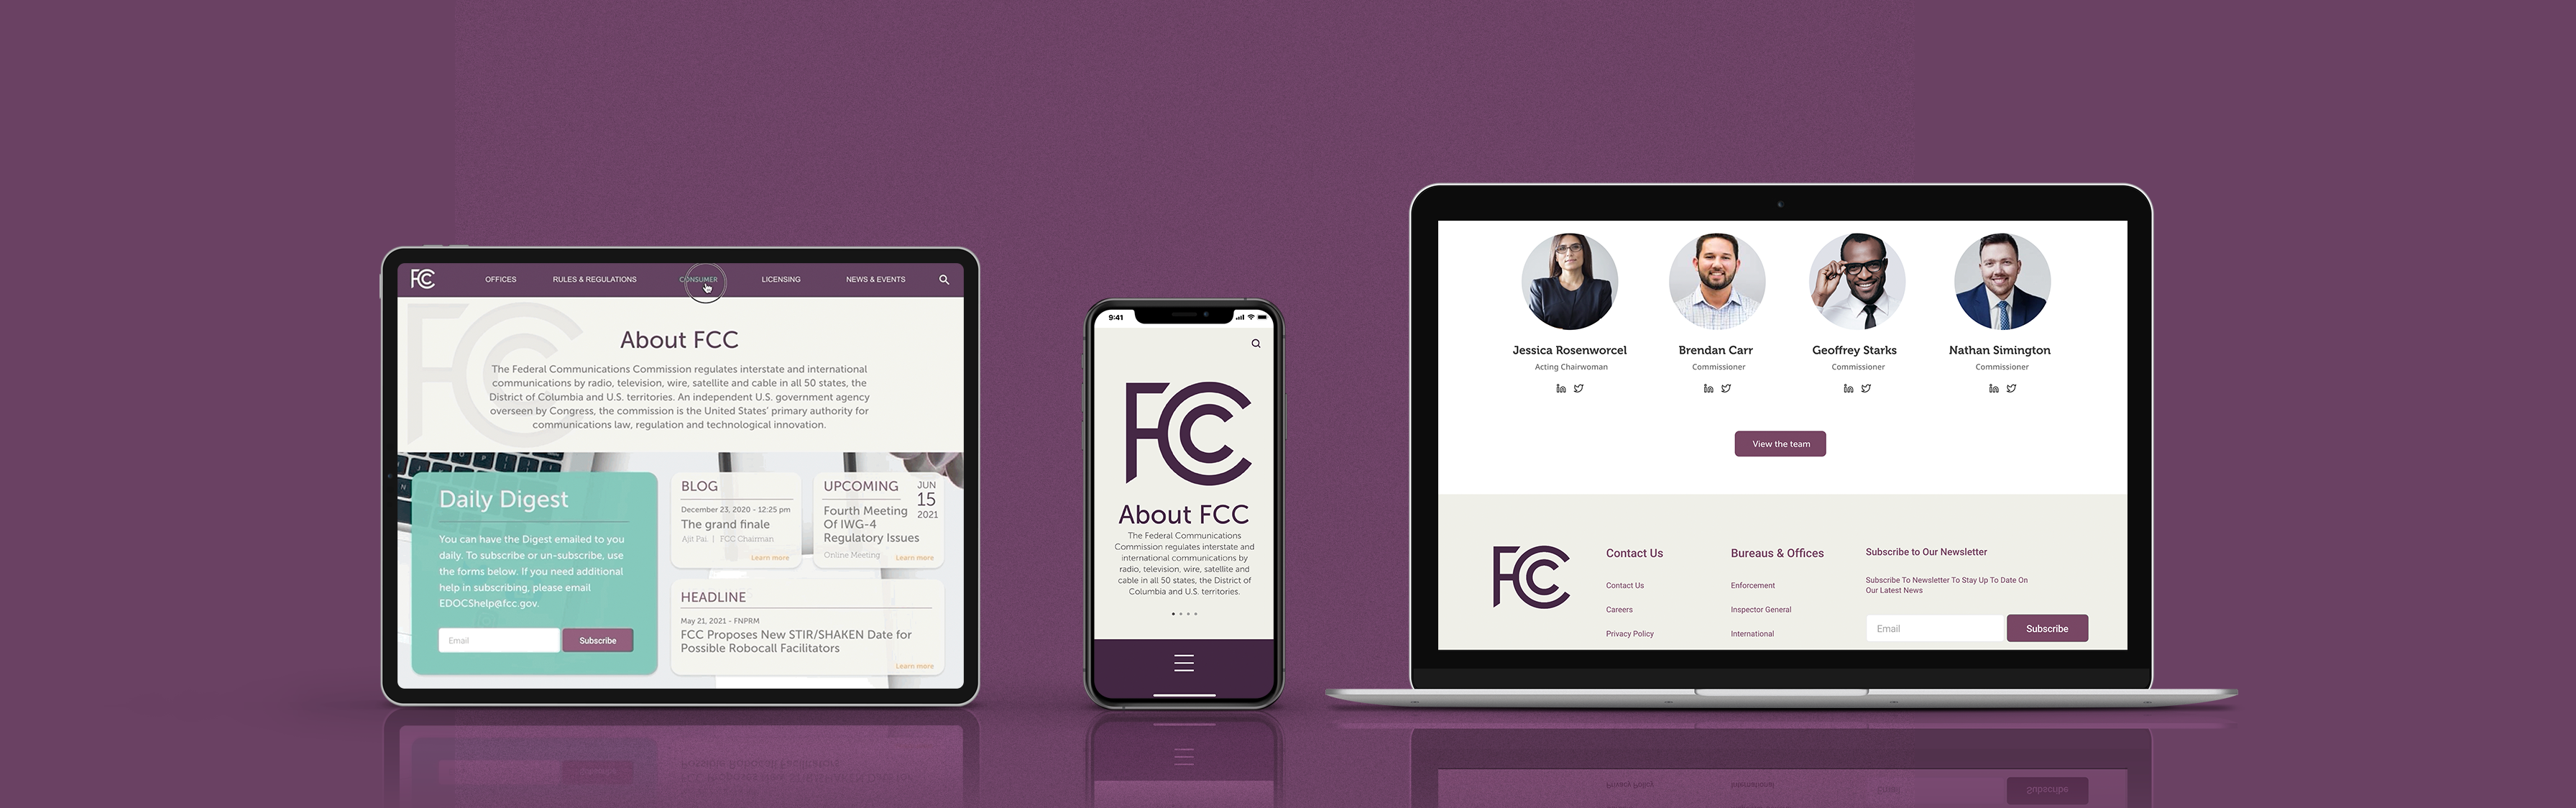 FCC
OFFICES
RULES & REGULATIONS
CONSUMER
LICENSING
NEWS & EVENTS
About FCC
The Federal Communications Commission regulates interstate and international
communications by radio, television, wire, satellite and cable in all 50 states, the
District of Columbia and U.S. territories. An independent U.S. government agency
overseen by Congress, the commission is the United States’ primary authority for
communications law, regulation and technological innovation.
Daily Digest
You can have the Digest emailed to you
daily. To subscribe or un-subscribe, use
the forms below. If you need additional
help in subscribing, please email
EDOCShelp@fcc.gov.
Email
Subscribe
BLOG
December 23, 2020 - 12:25 pm
The grand finale
Ajit Pai | FCC Chairman
Learn more
UPCOMING
JUN
15
2021
Fourth Meeting
Of IWG-4
Regulatory Issues
Online Meeting
Learn more
HEADLINE
May 21, 2021 - FNPRM
FCC Proposes New STIR/SHAKEN Date for
Possible Robocall Facilitators
Learn more
9:41
FCC
About FCC
The Federal Communications
Commission regulates interstate and
international communications by
radio, television, wire, satellite and
cable in all 50 states, the District of
Columbia and U.S. territories.
Jessica Rosenworcel
Acting Chairwoman
Brendan Carr
Commissioner
Geoffrey Starks
Commissioner
Nathan Simington
Commissioner
View the team
FCC
Contact Us
Contact Us
Careers
Privacy Policy
Bureaus & Offices
Enforcement
Inspector General
International
Subscribe to Our Newsletter
Subscribe To Newsletter To Stay Up To Date On
Our Latest News
Email
Subscribe